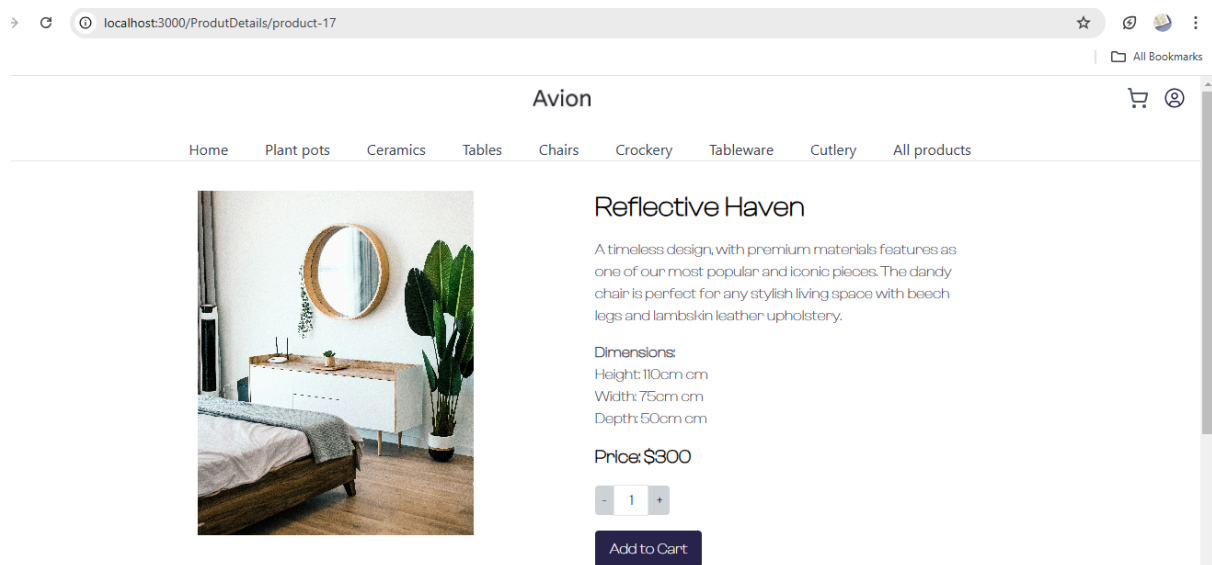 localhost:3000/ProdutDetails/product-17
All Bookmarks
Avion
Home Plant pots Ceramics Tables Chairs Crockery Tableware Cutlery All products
Reflective Haven
A timeless design, with premium materials features as
one of our most popular and iconic pieces. The dandy
chair is perfect for any stylish living space with beech
legs and lambskin leather upholstery.
Dimensions:
Height: 110cm cm
Width: 75cm cm
Depth: 50cm cm
Price: $300
- 1 +
Add to Cart